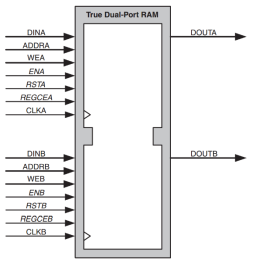 True Dual-Port RAM
DINA
ADDRA
WEA
ENA
RSTA
REGCEA
CLKA
DOUTA
DINB
ADDRB
WEB
ENB
RSTB
REGCEB
CLKB
DOUTB